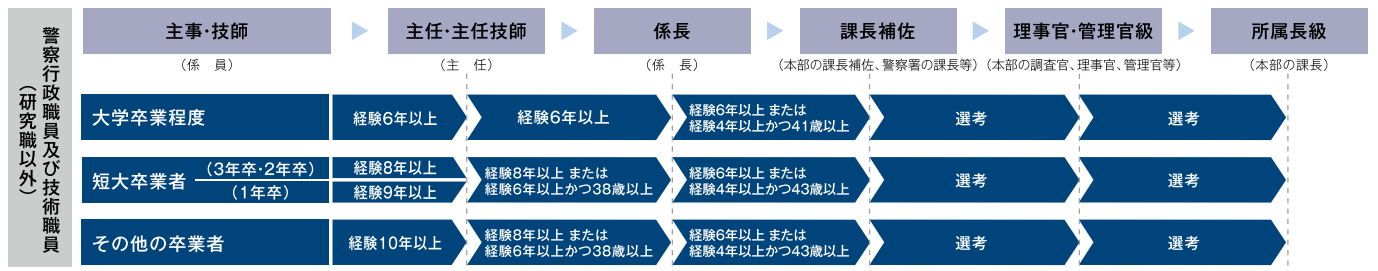 警察行政職員及び技術職員
（研究職以外）
主事・技師
主任・主任技師
係長
課長補佐
理事官・管理官級
所属長級
（係　員）
（主　任）
（係　長）
（本部の課長補佐、警察署の課長等）
（本部の調査官、理事官、管理官等）
（本部の課長）
大学卒業程度
経験6年以上
経験6年以上
経験6年以上 または
経験4年以上かつ41歳以上
選考
選考
短大卒業者
（3年卒・2年卒）
（1年卒）
経験8年以上
経験9年以上
経験8年以上 または
経験6年以上かつ38歳以上
経験6年以上 または
経験4年以上かつ43歳以上
選考
選考
その他の卒業者
経験10年以上
経験8年以上 または
経験6年以上かつ38歳以上
経験6年以上 または
経験4年以上かつ43歳以上
選考
選考